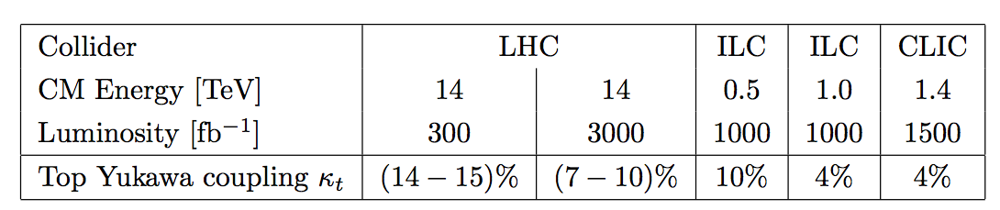 Collider LHC ILC ILC CLIC
CM Energy [TeV] 14 14 0.5 1.0 1.4
Luminosity [fb⁻¹] 300 3000 1000 1000 1500
Top Yukawa coupling κₜ (14 − 15)% (7 − 10)% 10% 4% 4%